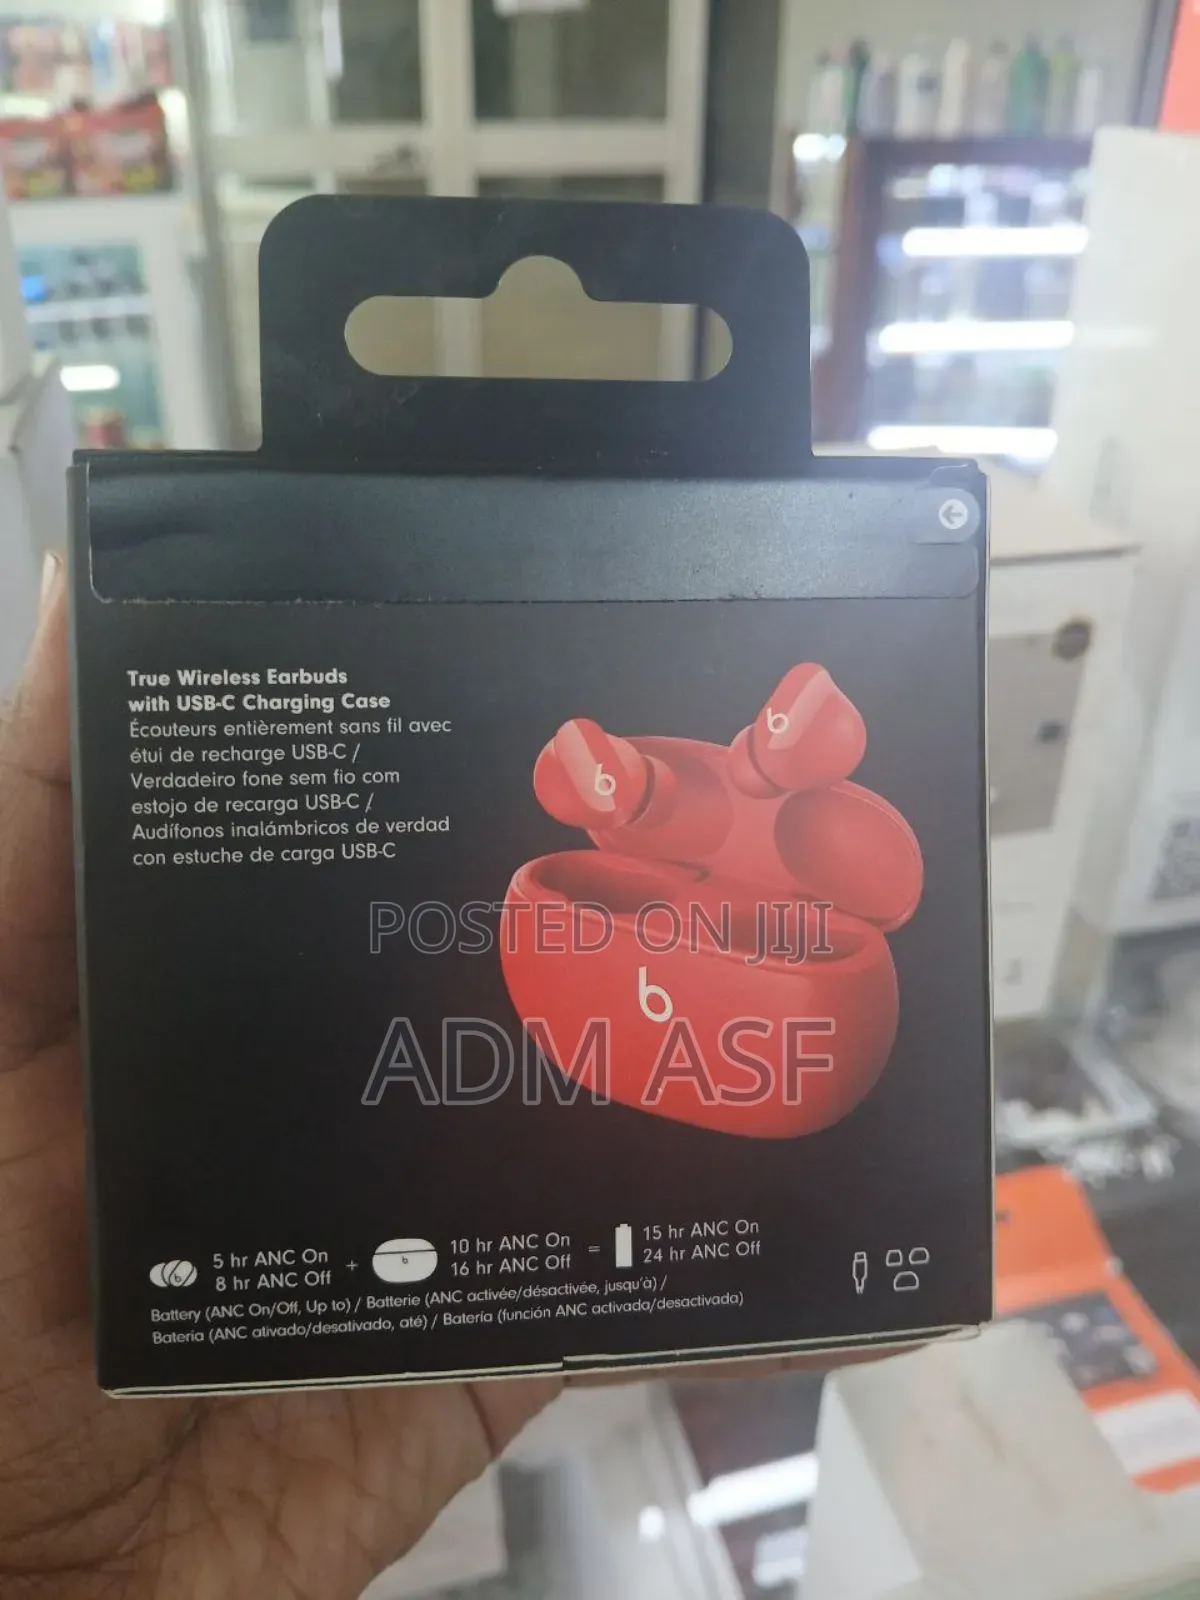 True Wireless Earbuds
with USB-C Charging Case
Écouteurs entièrement sans fil avec
étui de recharge USB-C /
Verdadeiro fone sem fio com
estojo de recarga USB-C /
Audífonos inalámbricos de verdad
con estuche de carga USB-C
b
b
POSTED ON JIJI
b
ADM ASF
5 hr ANC On
8 hr ANC Off
+
10 hr ANC On
16 hr ANC Off
=
15 hr ANC On
24 hr ANC Off
Battery (ANC On/Off, Up to) / Batterie (ANC activée/désactivée, jusqu'à) /
Bateria (ANC ativado/desativado, até) / Batería (función ANC activada/desactivada)